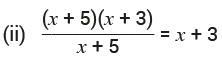 (ii) (x + 5)(x + 3)
x + 5
= x + 3